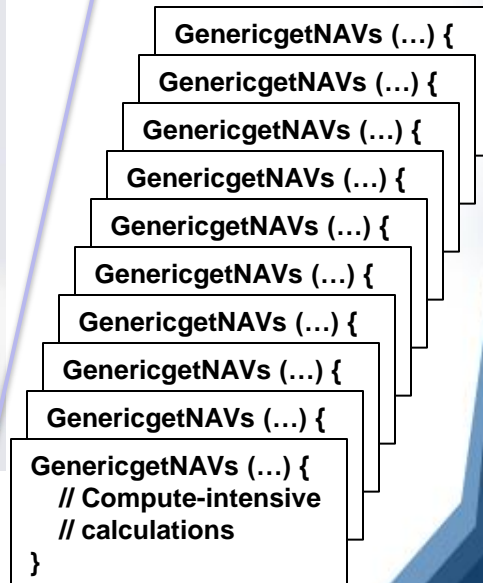 GenericgetNAVs (…) {
GenericgetNAVs (…) {
GenericgetNAVs (…) {
GenericgetNAVs (…) {
GenericgetNAVs (…) {
GenericgetNAVs (…) {
GenericgetNAVs (…) {
GenericgetNAVs (…) {
GenericgetNAVs (…) {
GenericgetNAVs (…) {
// Compute-intensive
// calculations
}